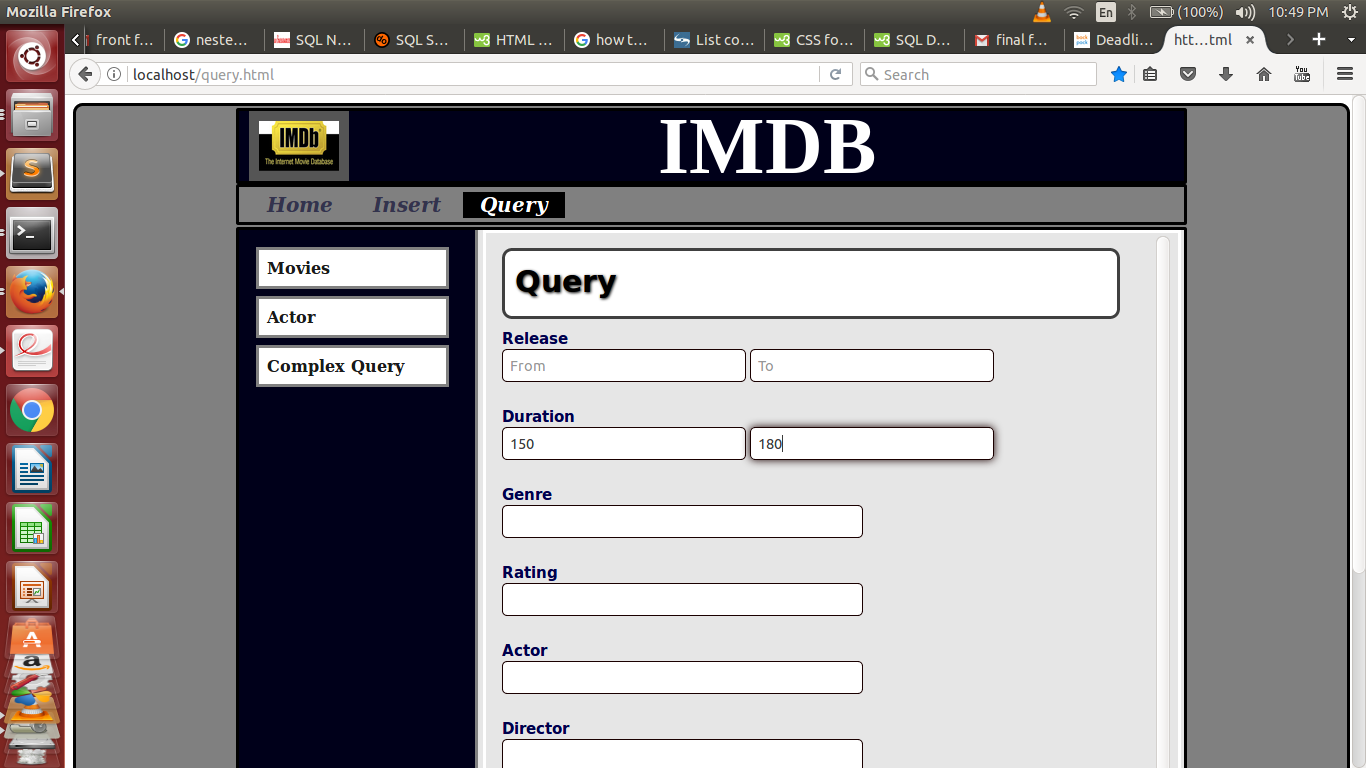 Mozilla Firefox
En (100%) 10:49 PM
front f... neste... SQL N... SQL S... HTML ... how t... List co... CSS fo... SQL D... final f... Deadli... htt...tml
localhost/query.html Search You Tube
IMDb IMDB
The Internet Movie Database
Home Insert Query
Movies
Actor
Complex Query
Query
Release
From To
Duration
150 180
Genre
Rating
Actor
Director